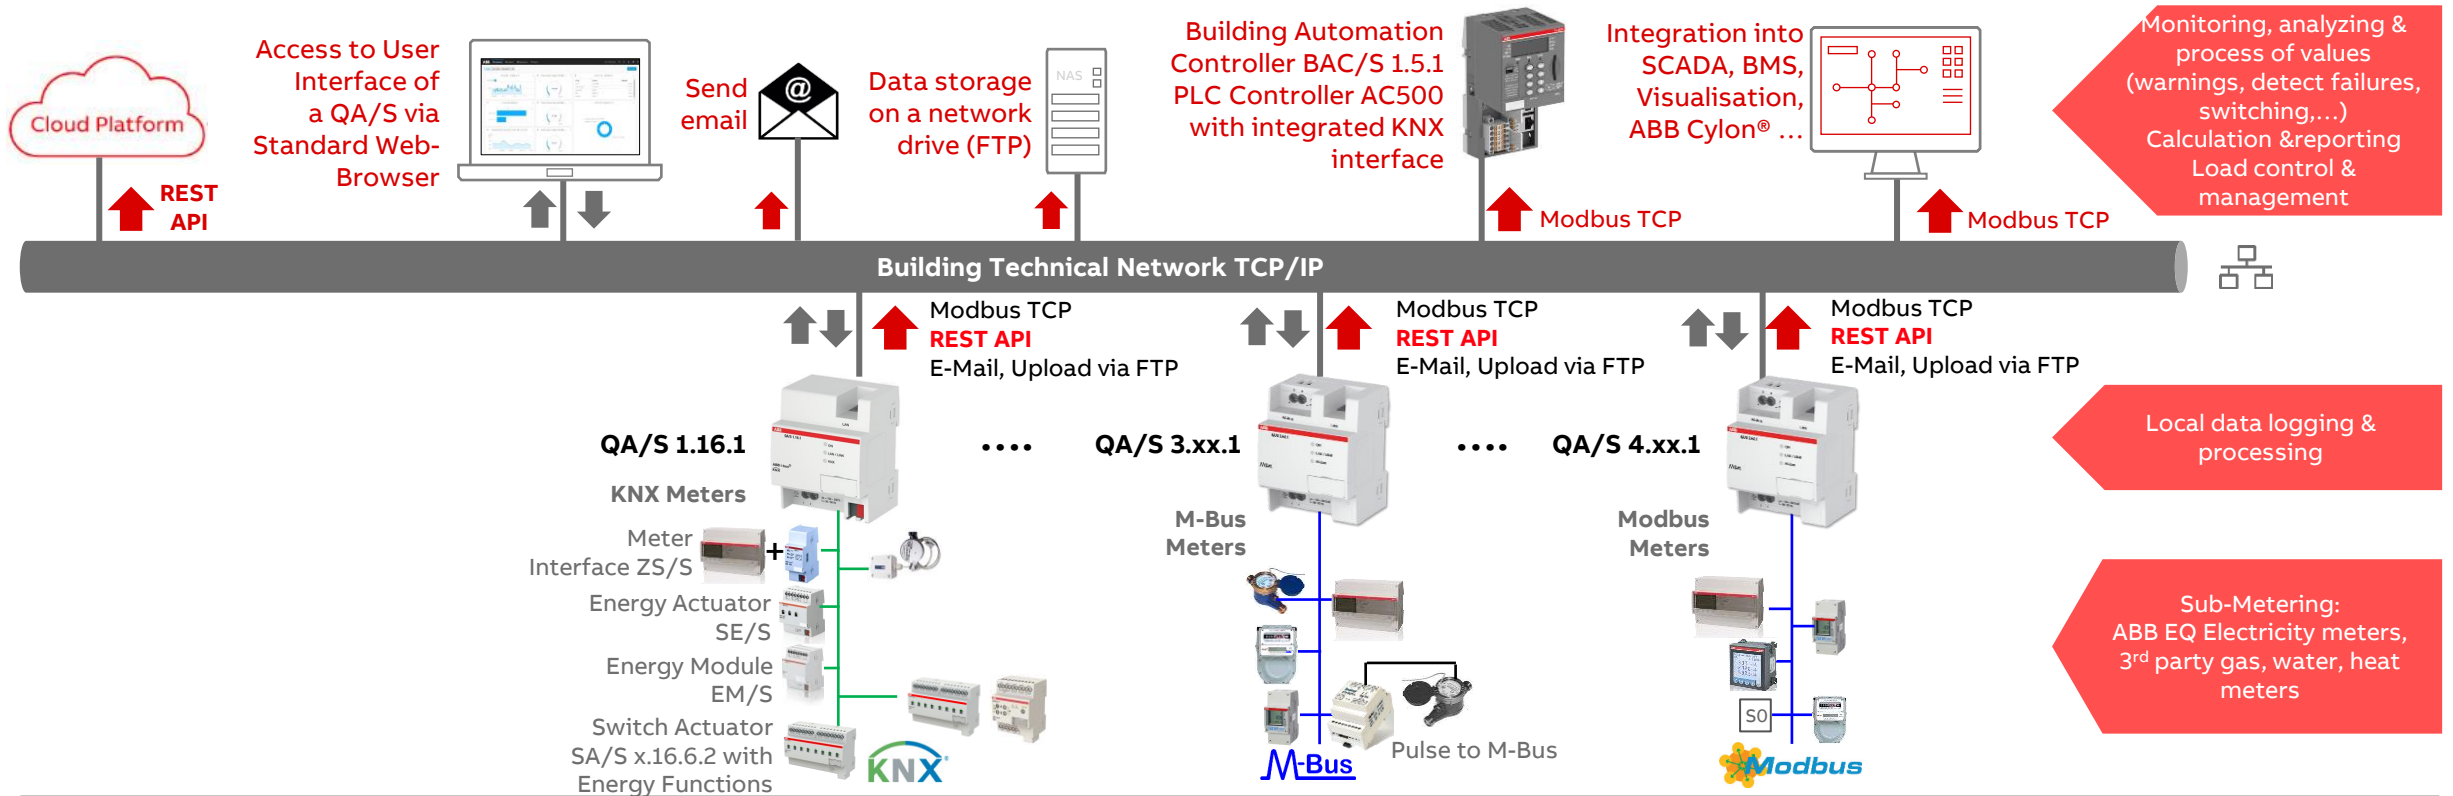 Cloud Platform
REST
API
Access to User
Interface of
a QA/S via
Standard Web-
Browser
Send
email
@
Data storage
on a network
drive (FTP)
NAS
Building Automation
Controller BAC/S 1.5.1
PLC Controller AC500
with integrated KNX
interface
Modbus TCP
Integration into
SCADA, BMS,
Visualisation,
ABB Cylon® ...
Modbus TCP
Monitoring, analyzing &
process of values
(warnings, detect failures,
switching,...)
Calculation &reporting
Load control &
management
Building Technical Network TCP/IP
Modbus TCP
REST API
E-Mail, Upload via FTP
Modbus TCP
REST API
E-Mail, Upload via FTP
Modbus TCP
REST API
E-Mail, Upload via FTP
QA/S 1.16.1
....
QA/S 3.xx.1
....
QA/S 4.xx.1
Local data logging &
processing
KNX Meters
M-Bus
Meters
Modbus
Meters
Meter
Interface ZS/S
+
Energy Actuator
SE/S
Energy Module
EM/S
Switch Actuator
SA/S x.16.6.2 with
Energy Functions
KNX
Pulse to M-Bus
M-Bus
S0
Modbus
Sub-Metering:
ABB EQ Electricity meters,
3rd party gas, water, heat
meters